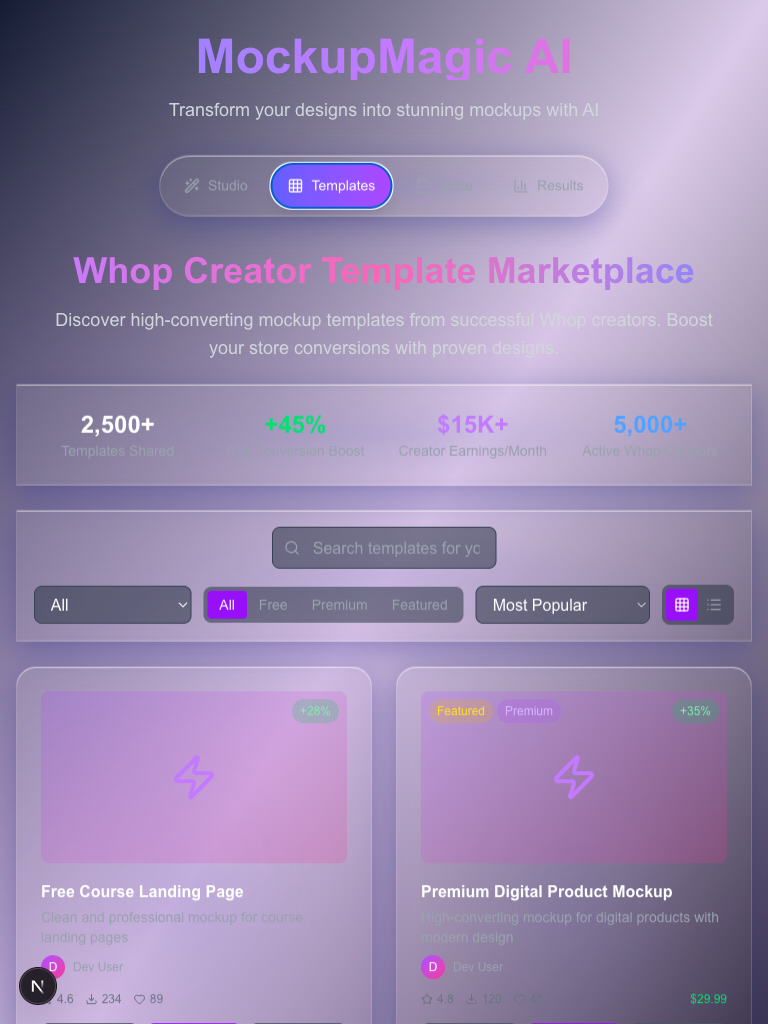 MockupMagic AI
Transform your designs into stunning mockups with AI
Studio Templates Results
Whop Creator Template Marketplace
Discover high-converting mockup templates from successful Whop creators. Boost
your store conversions with proven designs.
2,500+ +45% $15K+ 5,000+
Templates Shared Conversion Boost Creator Earnings/Month Active Whop
Search templates for yo
All All Free Premium Featured Most Popular
+28% Featured Premium +35%
Free Course Landing Page
Clean and professional mockup for course
landing pages
D Dev User
4.6 234 89
Premium Digital Product Mockup
High-converting mockup for digital products with
modern design
D Dev User
4.8 120 $29.99
N